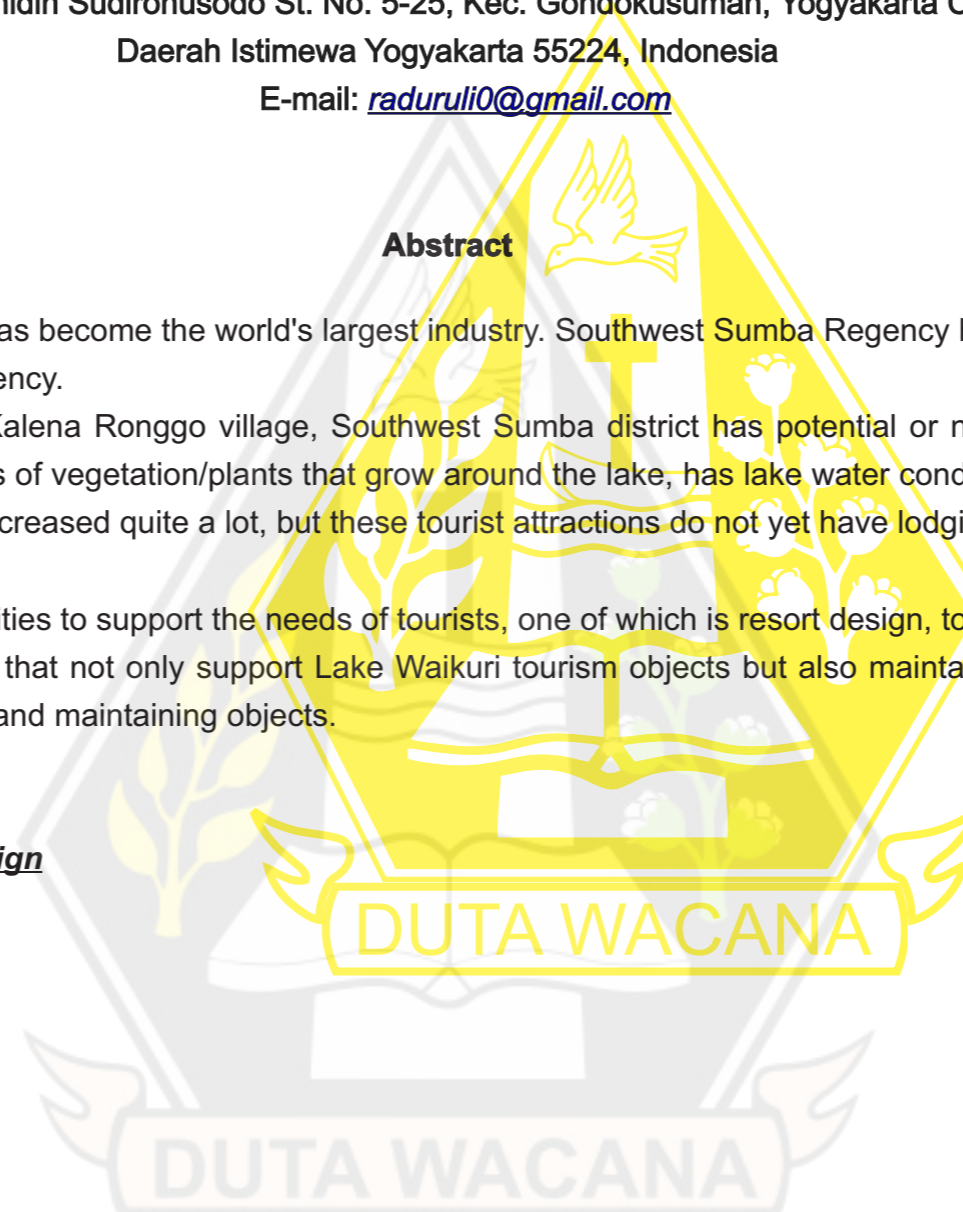 Sudirohusodo St. No. 5-25, Kec. Gondokusuman, Yogyakarta
Daerah Istimewa Yogyakarta 55224, Indonesia
E-mail: raduruli0@gmail.com
Abstract
as become the world's largest industry. Southwest Sumba Regency
ency.
Kalena Ronggo village, Southwest Sumba district has potential or
s of vegetation/plants that grow around the lake, has lake water cond
creased quite a lot, but these tourist attractions do not yet have lodgi
ities to support the needs of tourists, one of which is resort design, to
that not only support Lake Waikuri tourism objects but also mainta
and maintaining objects.
ign
DUTA WACANA
DUTA WACANA